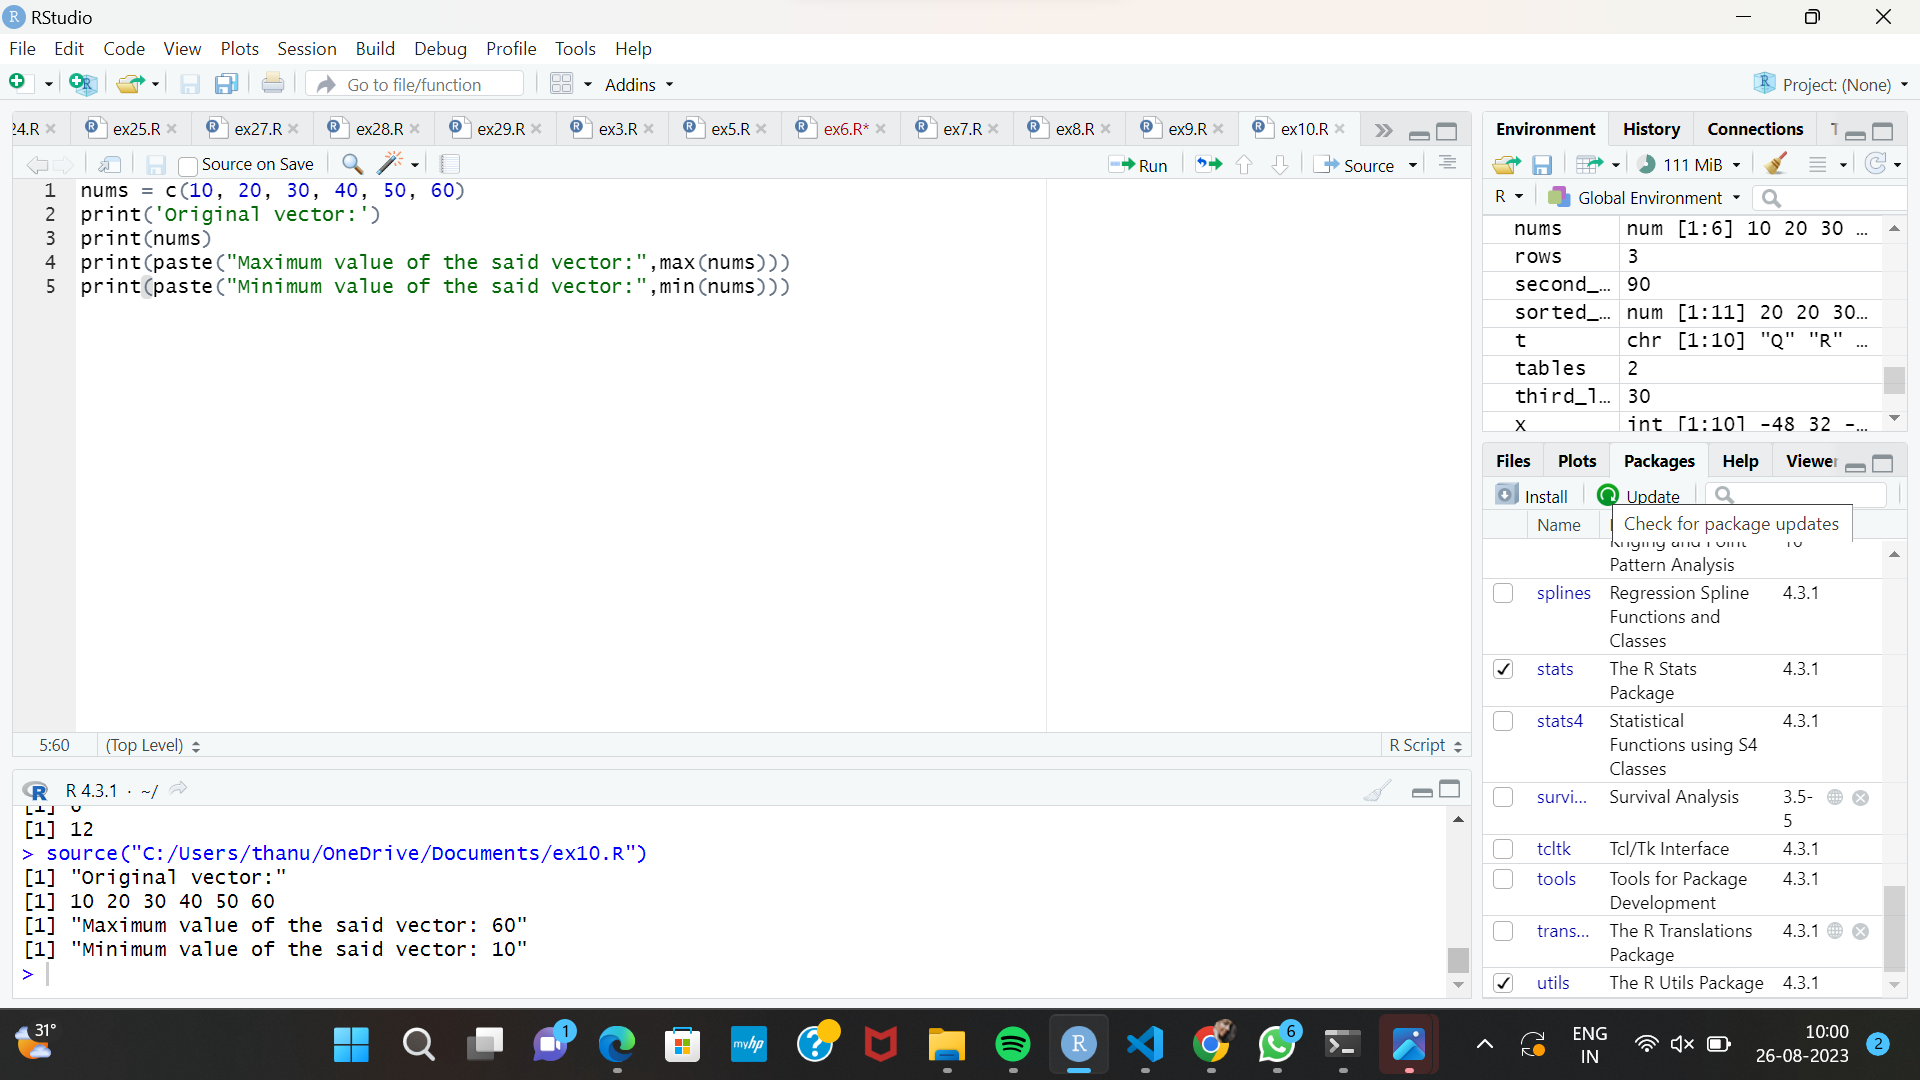 RStudio
File Edit Code View Plots Session Build Debug Profile Tools Help
Go to file/function Addins Project: (None)
24.R ex25.R ex27.R ex28.R ex29.R ex3.R ex5.R ex6.R* ex7.R ex8.R ex9.R ex10.R
Source on Save Run Source
1 nums = c(10, 20, 30, 40, 50, 60)
2 print('Original vector:')
3 print(nums)
4 print(paste("Maximum value of the said vector:",max(nums)))
5 print(paste("Minimum value of the said vector:",min(nums)))
5:60 (Top Level) R Script
R 4.3.1 · ~/
[1] 6
[1] 12
> source("C:/Users/thanu/OneDrive/Documents/ex10.R")
[1] "Original vector:"
[1] 10 20 30 40 50 60
[1] "Maximum value of the said vector: 60"
[1] "Minimum value of the said vector: 10"
>
Environment History Connections T
111 MiB
R Global Environment
nums num [1:6] 10 20 30 …
rows 3
second_… 90
sorted_… num [1:11] 20 20 30…
t chr [1:10] "Q" "R" …
tables 2
third_l… 30
x int [1:10] -48 32 -…
Files Plots Packages Help Viewer
Install Update
Name
Check for package updates
Kriging and Point
Pattern Analysis
splines Regression Spline 4.3.1
Functions and
Classes
stats The R Stats 4.3.1
Package
stats4 Statistical 4.3.1
Functions using S4
Classes
survi... Survival Analysis 3.5-
5
tcltk Tcl/Tk Interface 4.3.1
tools Tools for Package 4.3.1
Development
trans... The R Translations 4.3.1
Package
utils The R Utils Package 4.3.1
31°
1
myhp
R
6
ENG
IN
10:00
26-08-2023
2